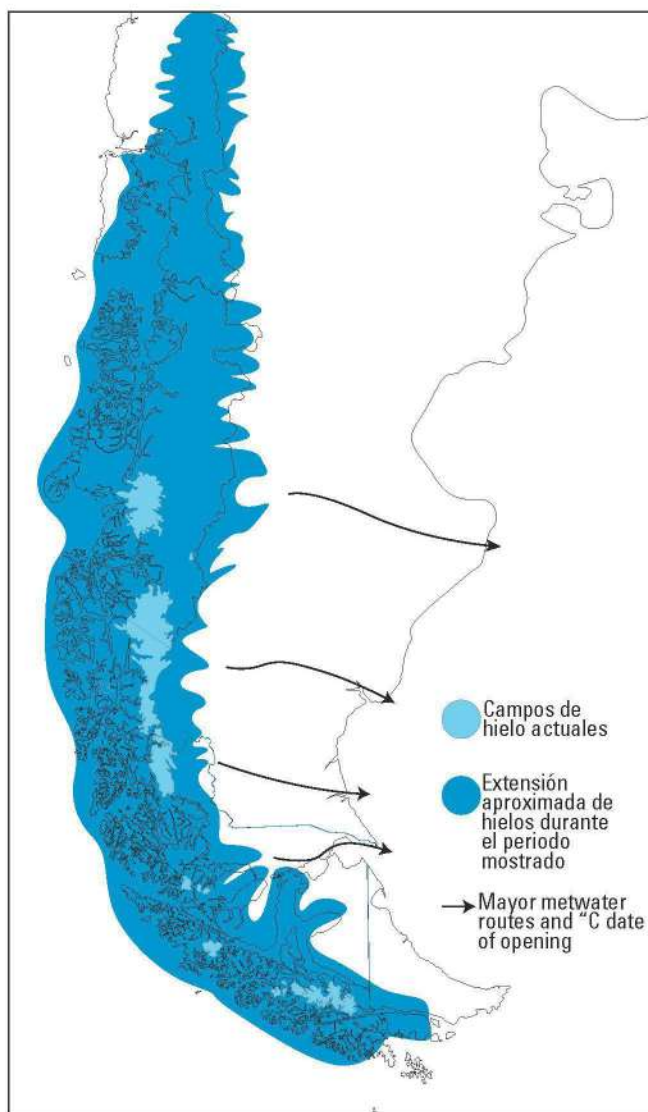 Campos de
hielo actuales
Extensión
aproximada de
hielos durante
el periodo
mostrado
Mayor metwater
routes and “C date
of opening